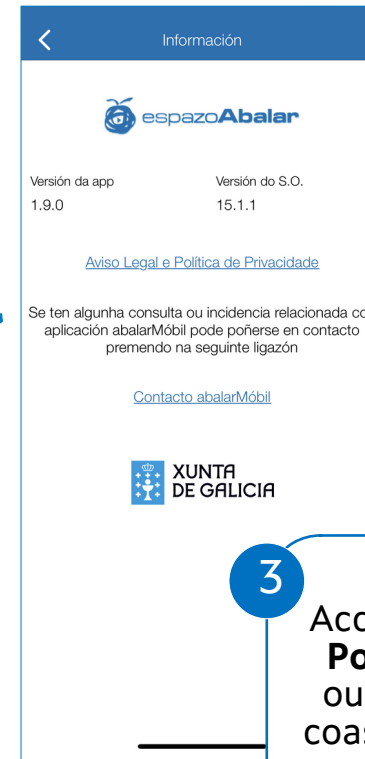 Información
espazoAbalar
Versión da app Versión do S.O.
1.9.0 15.1.1
Aviso Legal e Política de Privacidade
Se ten algunha consulta ou incidencia relacionada
aplicación abalarMóbil pode poñerse en contacto
premendo na seguinte ligazón
Contacto abalarMóbil
XUNTA
DE GALICIA
3
ou